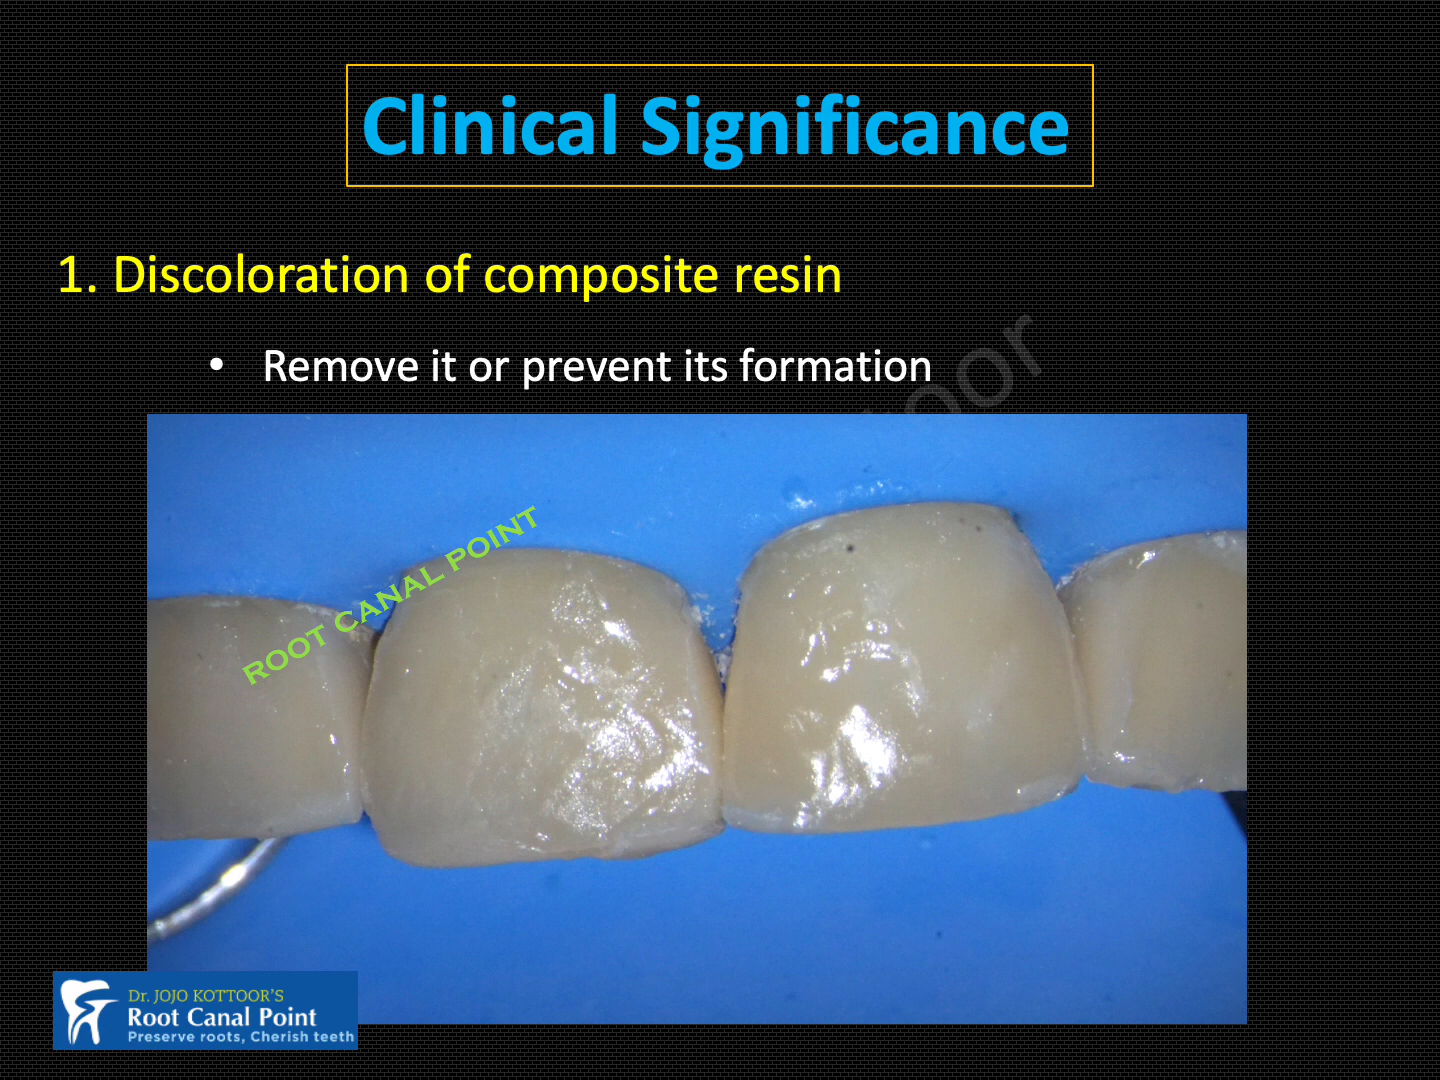 Clinical Significance
1. Discoloration of composite resin
• Remove it or prevent its formation
toor
ROOT CANAL POINT
Dr. JOJO KOTTOOR'S
Root Canal Point
Preserve roots, Cherish teeth